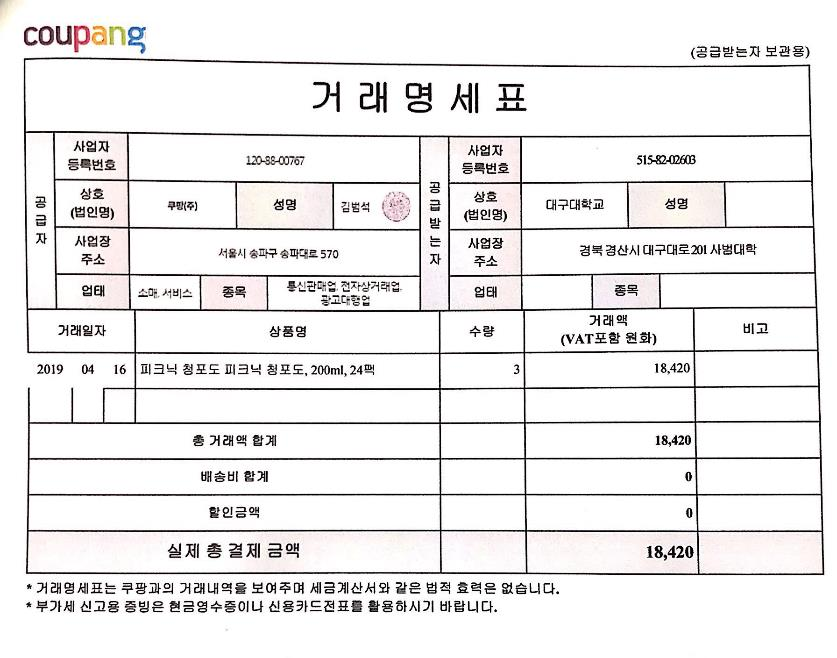 coupang
(공급받는자 보관용)
거래명세표
공급자
사업자 등록번호 120-88-00767
상호 (법인명) 쿠팡(주) 성명 김범석
사업장 주소 서울시 송파구 송파대로 570
업태 소매, 서비스 종목 통신판매업, 전자상거래업, 광고대행업
공급받는자
사업자 등록번호 515-82-02603
상호 (법인명) 대구대학교 성명
사업장 주소 경북 경산시 대구대로 201 사범대학
업태 종목
거래일자 상품명 수량 거래액 (VAT포함 원화) 비고
2019 04 16 피크닉 청포도 피크닉 청포도, 200ml, 24팩 3 18,420
총 거래액 합계 18,420
배송비 합계 0
할인금액 0
실제 총 결제 금액 18,420
* 거래명세표는 쿠팡과의 거래내역을 보여주며 세금계산서와 같은 법적 효력은 없습니다.
* 부가세 신고용 증빙은 현금영수증이나 신용카드전표를 활용하시기 바랍니다.